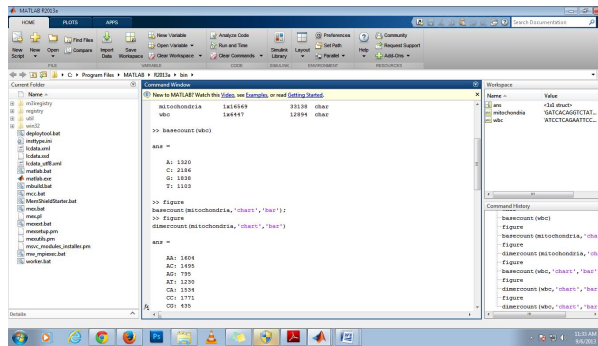 MATLAB R2013a
HOME PLOTS APPS
Search Documentation
New Script New Open Find Files Compare Import Data Save Workspace New Variable Open Variable Clear Workspace Analyze Code Run and Time Clear Commands Simulink Library Layout Preferences Set Path Parallel Help Community Request Support Add-Ons
FILE VARIABLE CODE SIMULINK ENVIRONMENT RESOURCES
C: Program Files MATLAB R2013a bin
Current Folder
Name
m3iregistry
registry
util
win32
deploytool.bat
insttype.ini
lcdata.xml
lcdata.xsd
lcdata_utf8.xml
matlab.bat
matlab.exe
mbuild.bat
mcc.bat
MemShieldStarter.bat
mex.bat
mex.pl
mexext.bat
mexsetup.pm
mexutils.pm
msvc_modules_installer.pm
mw_mpiexec.bat
worker.bat
Details
Command Window
New to MATLAB? Watch this Video, see Examples, or read Getting Started.
mitochondria 1x16569 33138 char
wbc 1x6447 12894 char
>> basecount(wbc)
ans =
A: 1320
C: 2186
G: 1838
T: 1103
>> figure
basecount(mitochondria,'chart','bar');
>> figure
dimercount(mitochondria,'chart','bar')
ans =
AA: 1604
AC: 1495
AG: 795
AT: 1230
CA: 1534
CC: 1771
CG: 435
fx
Workspace
Name Value
ans <1x1 struct>
mitochondria 'GATCACAGGTCTAT...
wbc 'ATCCTCAGAATTCC...
Command History
basecount(wbc)
figure
basecount(mitochondria,'cha
figure
dimercount(mitochondria,'ch
figure
basecount(wbc,'chart','bar'
figure
dimercount(wbc,'chart','bar
figure
dimercount(wbc,'chart','bar
Ps
11:33 AM
9/6/2013